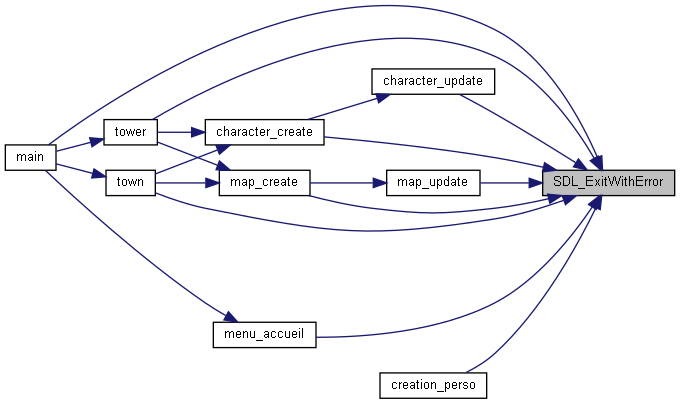 character_update
tower
character_create
main
town
map_create
map_update
SDL_ExitWithError
menu_accueil
creation_perso